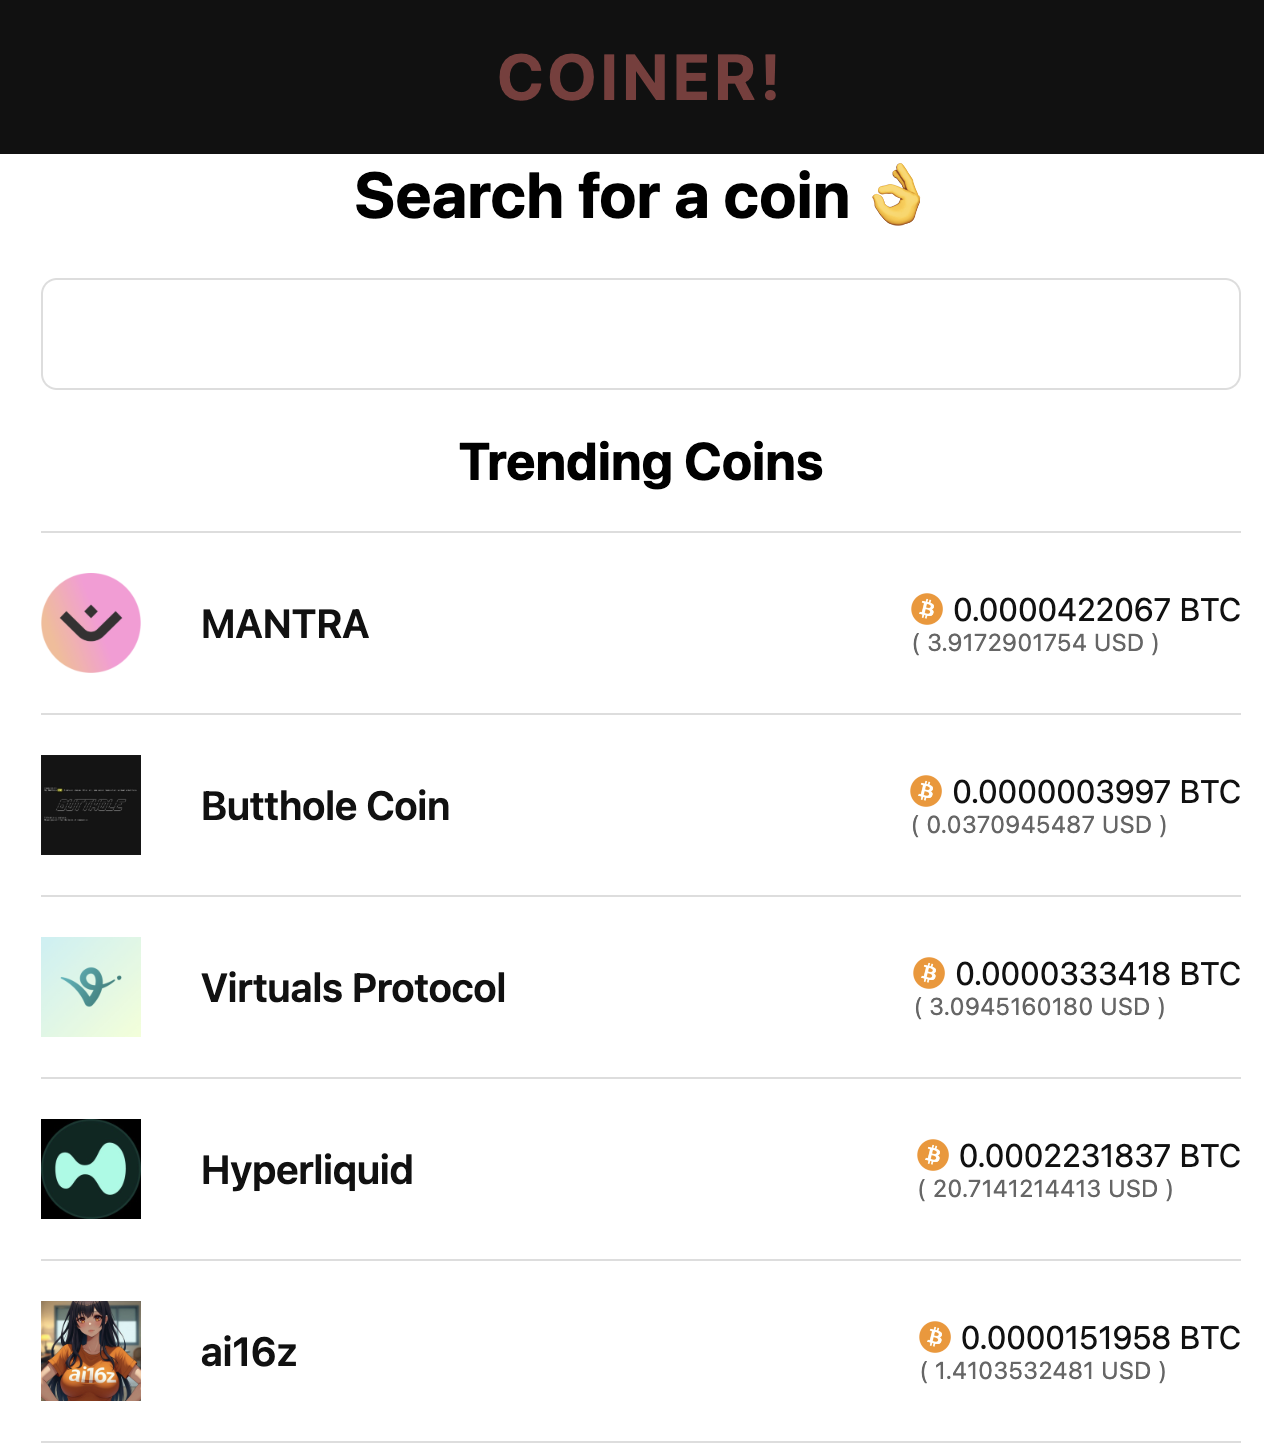 COINER!
Search for a coin 👌
Trending Coins
MANTRA
0.0000422067 BTC
( 3.9172901754 USD )
BUTTHOLE
Butthole Coin
0.0000003997 BTC
( 0.0370945487 USD )
Virtuals Protocol
0.0000333418 BTC
( 3.0945160180 USD )
Hyperliquid
0.0002231837 BTC
( 20.7141214413 USD )
ai16z
ai16z
0.0000151958 BTC
( 1.4103532481 USD )